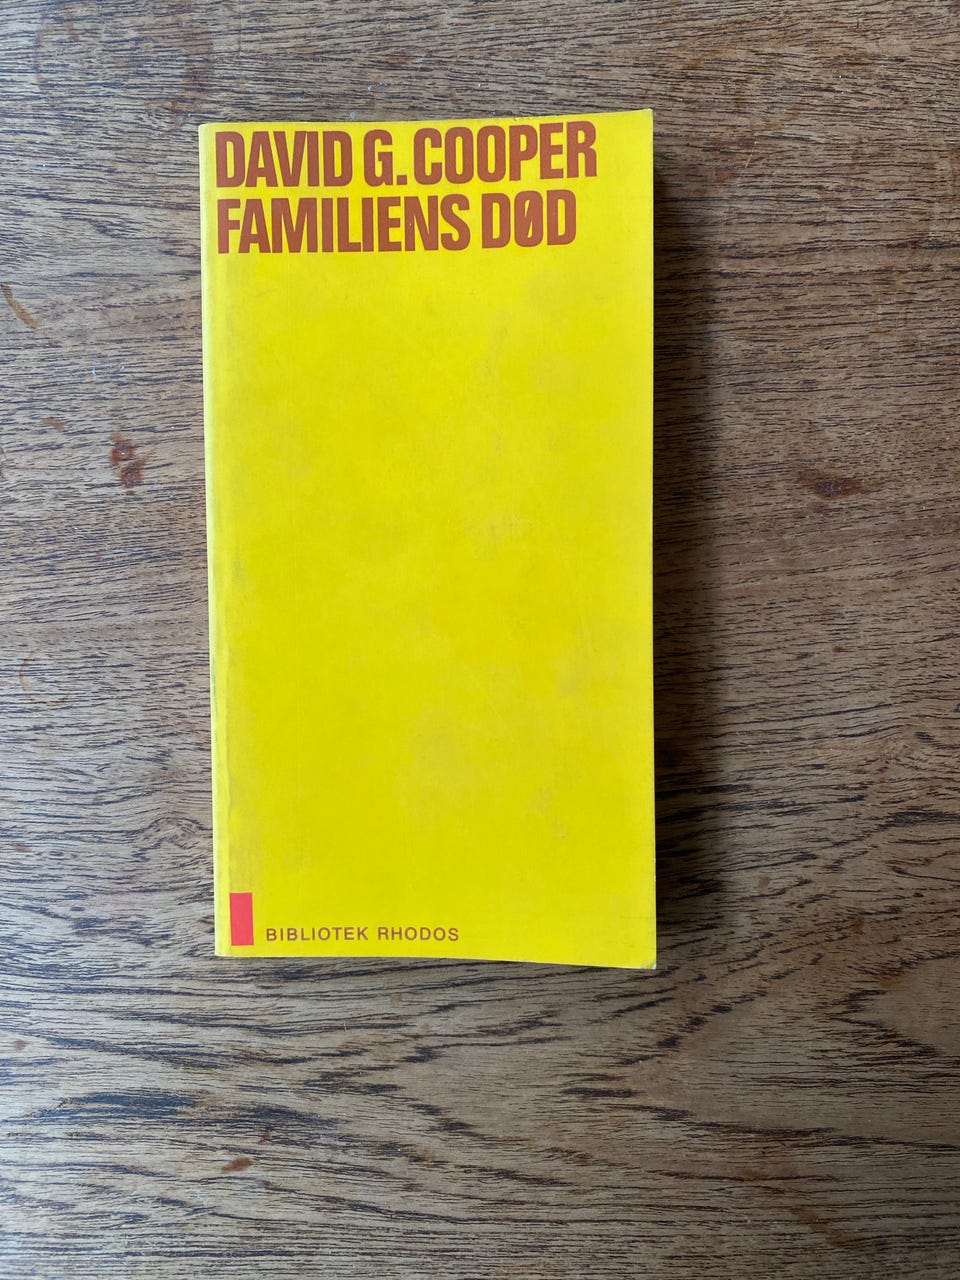 DAVID G. COOPER
FAMILIENS DØD
BIBLIOTEK RHODOS